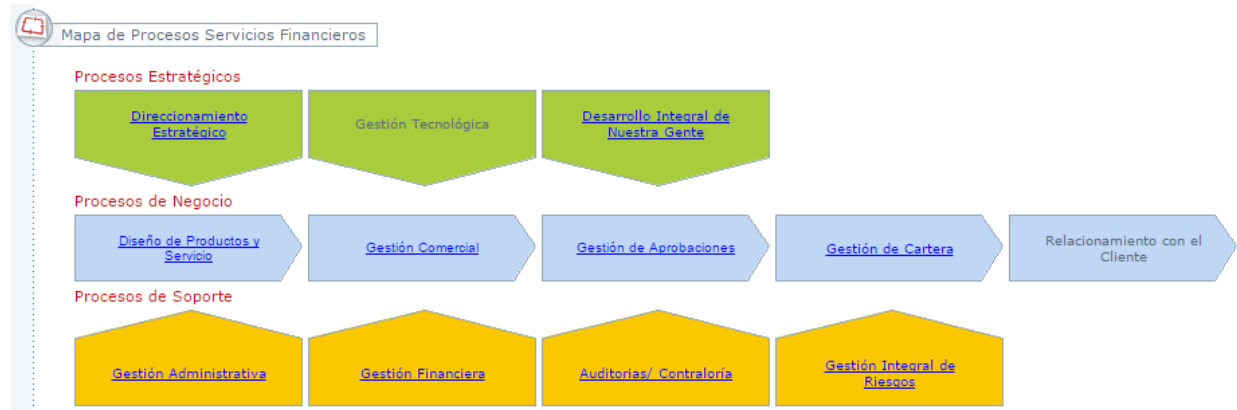 Mapa de Procesos Servicios Financieros
Procesos Estratégicos
Direccionamiento
Estratégico
Gestión Tecnológica
Desarrollo Integral de
Nuestra Gente
Procesos de Negocio
Diseño de Productos y
Servicio
Gestión Comercial
Gestión de Aprobaciones
Gestión de Cartera
Relacionamiento con el
Cliente
Procesos de Soporte
Gestión Administrativa
Gestión Financiera
Auditorias/ Contraloría
Gestión Integral de
Riesgos